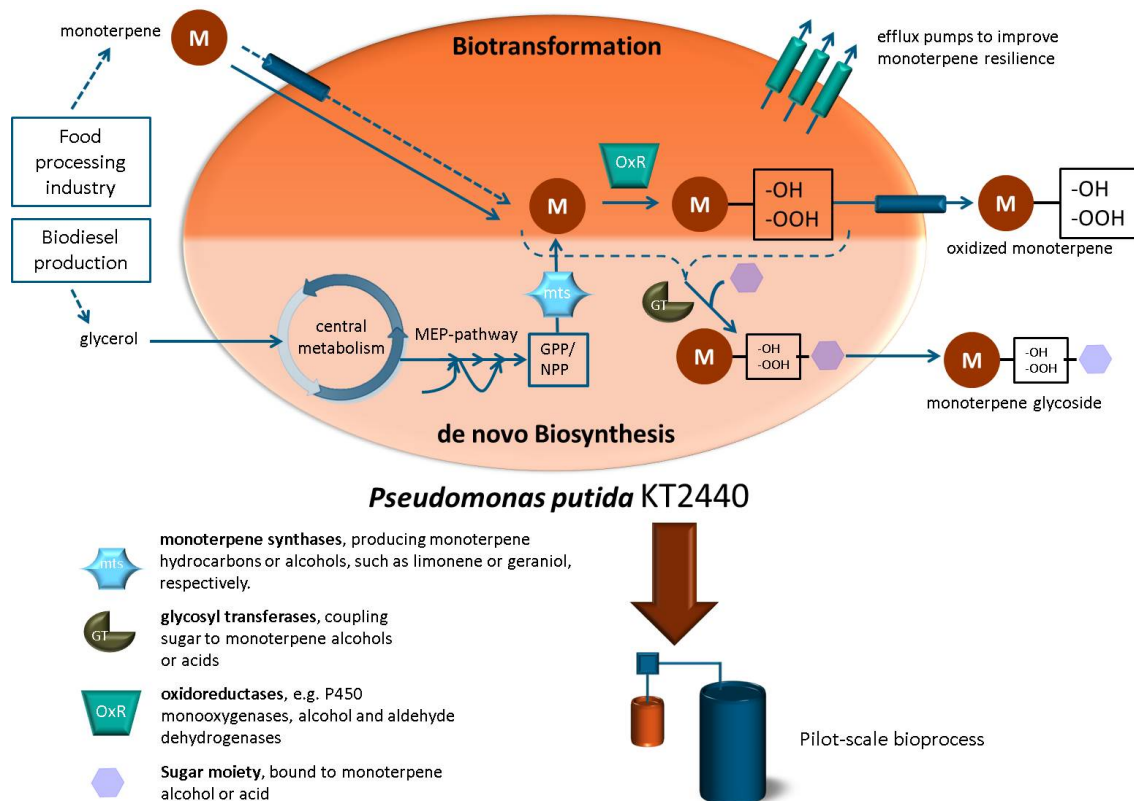 monoterpene
M
Biotransformation
efflux pumps to improve
monoterpene resilience
Food
processing
industry
OxR
M
M
-OH
-OOH
M
-OH
-OOH
oxidized monoterpene
Biodiesel
production
glycerol
central
metabolism
MEP-pathway
mts
GPP/
NPP
GT
M
-OH
-OOH
M
-OH
-OOH
monoterpene glycoside
de novo Biosynthesis
Pseudomonas putida KT2440
mts
monoterpene synthases, producing monoterpene
hydrocarbons or alcohols, such as limonene or geraniol,
respectively.
GT
glycosyl transferases, coupling
sugar to monoterpene alcohols
or acids
OxR
oxidoreductases, e.g. P450
monooxygenases, alcohol and aldehyde
dehydrogenases
Sugar moiety, bound to monoterpene
alcohol or acid
Pilot-scale bioprocess